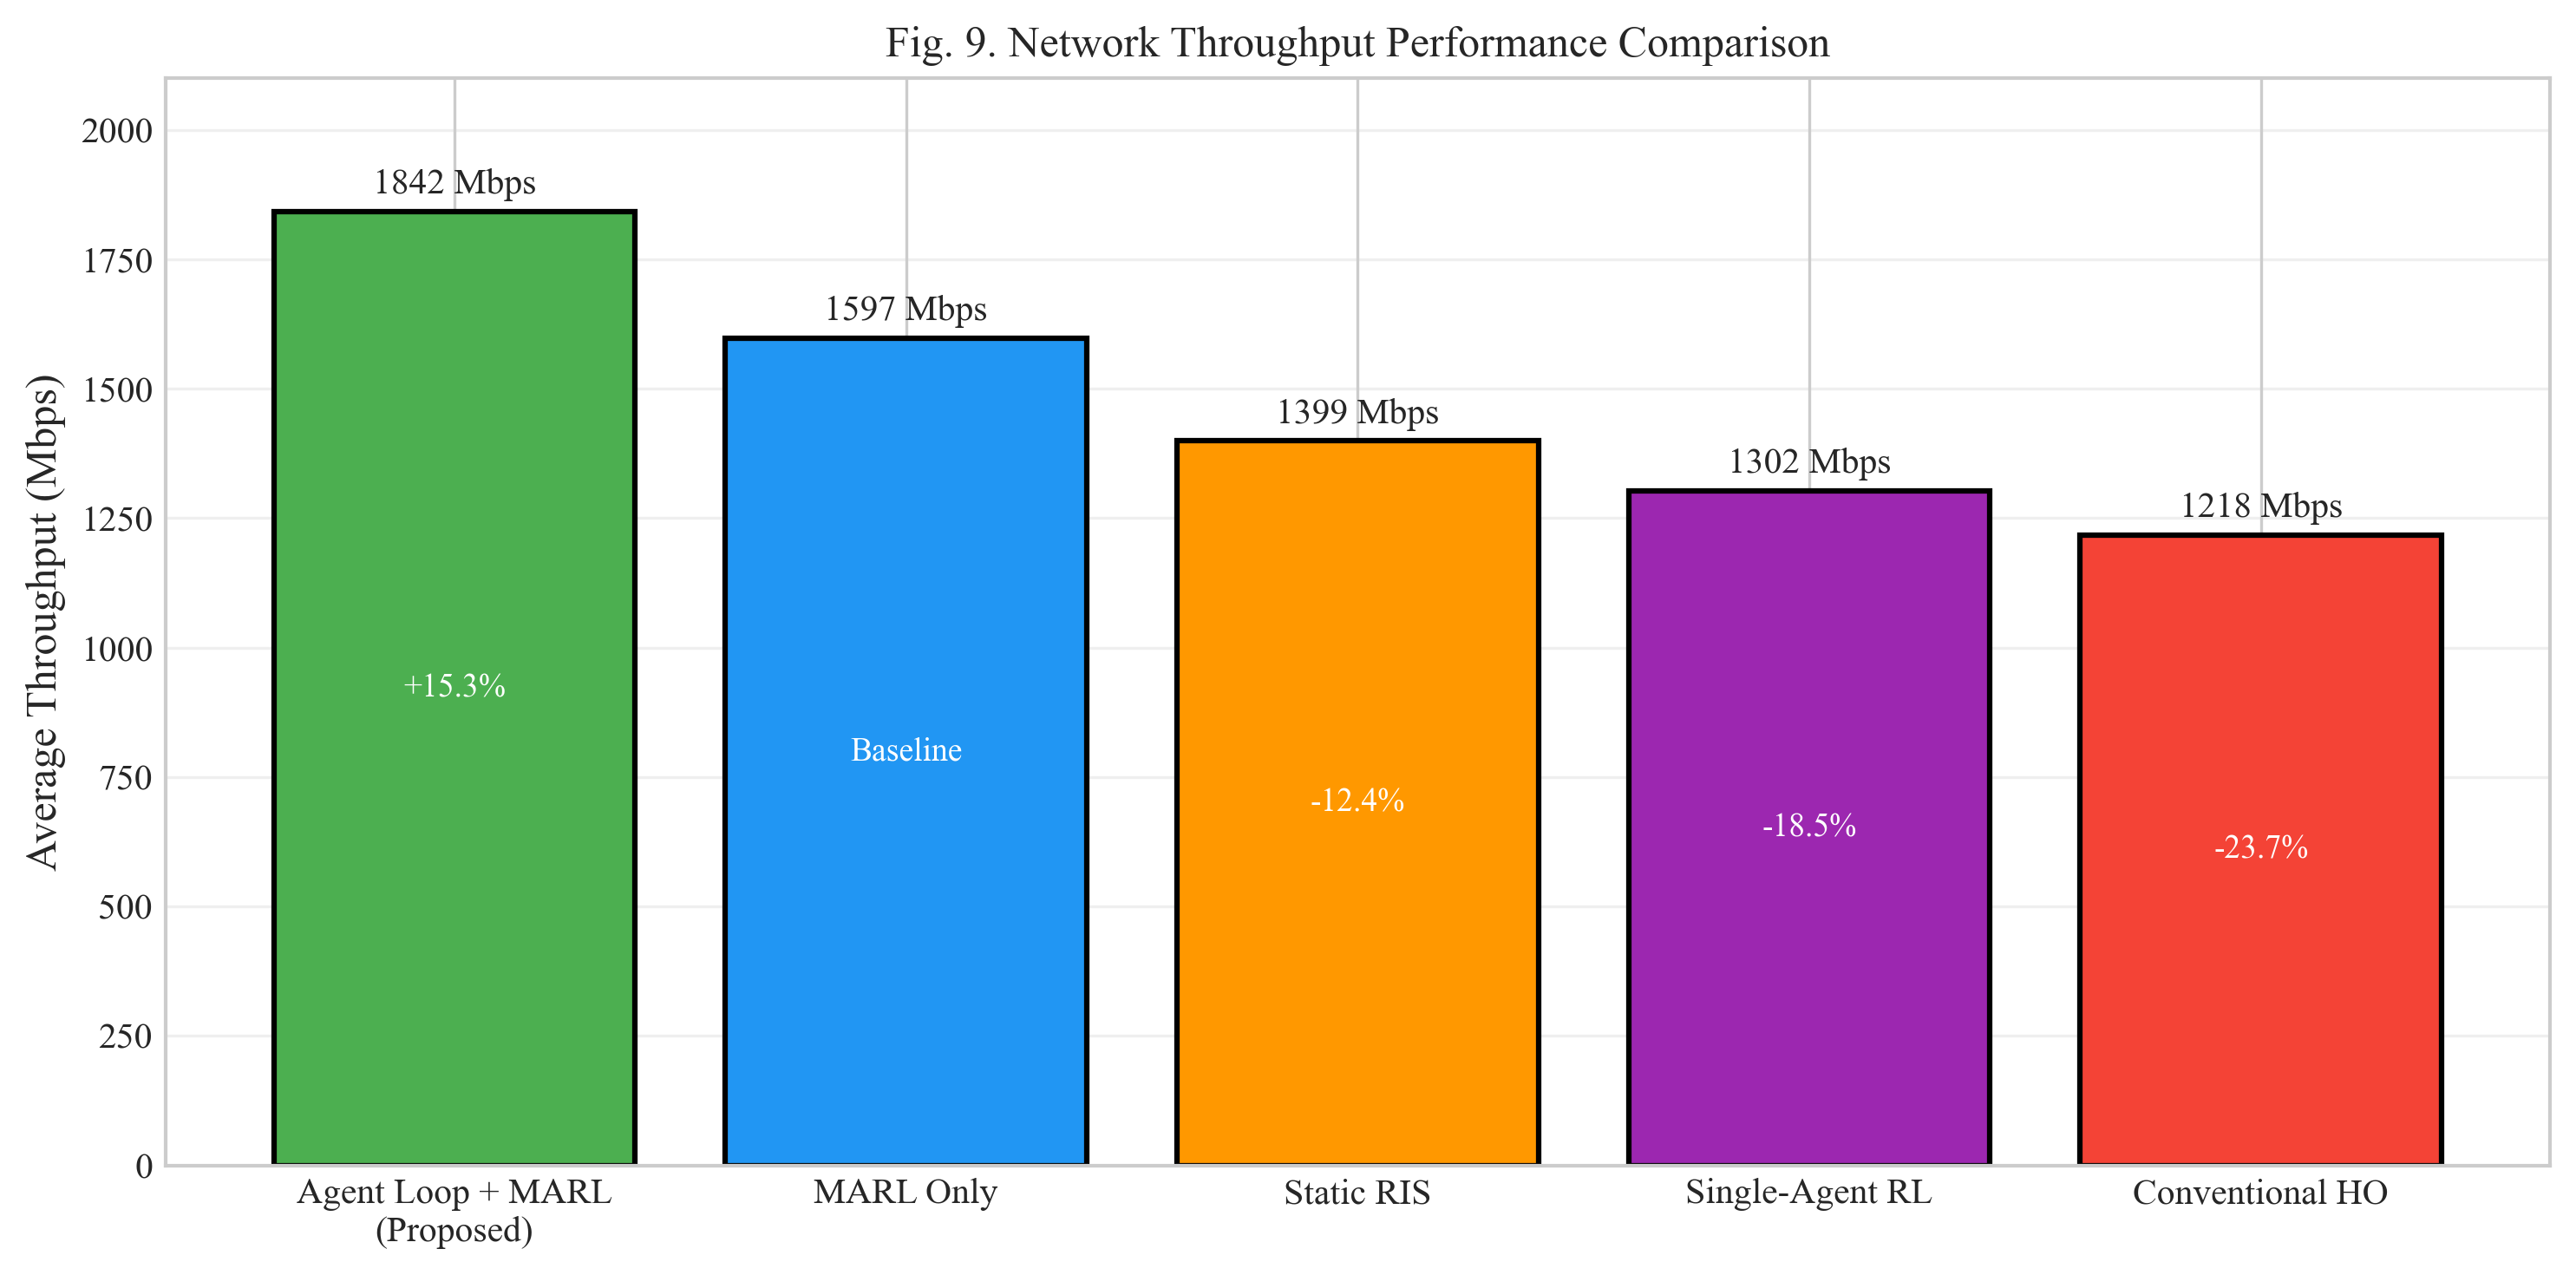 Fig. 9. Network Throughput Performance Comparison
Average Throughput (Mbps)
2000
1750
1500
1250
1000
750
500
250
0
1842 Mbps
1597 Mbps
1399 Mbps
1302 Mbps
1218 Mbps
+15.3%
Baseline
-12.4%
-18.5%
-23.7%
Agent Loop + MARL
(Proposed)
MARL Only
Static RIS
Single-Agent RL
Conventional HO